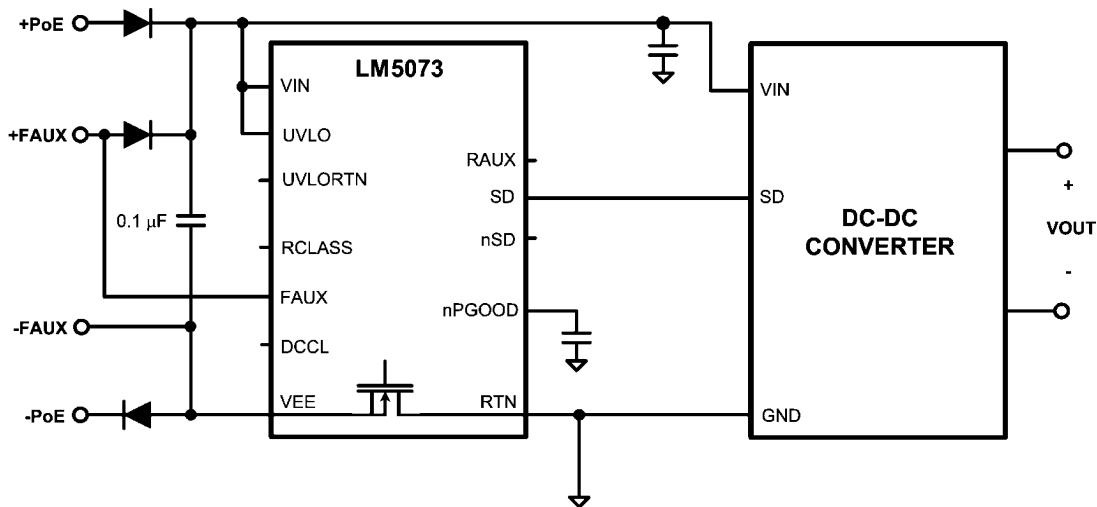 +PoE
LM5073
VIN
VIN
+FAUX
UVLO
RAUX
UVLORTN
SD
SD
+
0.1 μF
DC-DC
CONVERTER
VOUT
nSD
RCLASS
-
FAUX
nPGOOD
-FAUX
DCCL
-PoE
VEE
RTN
GND